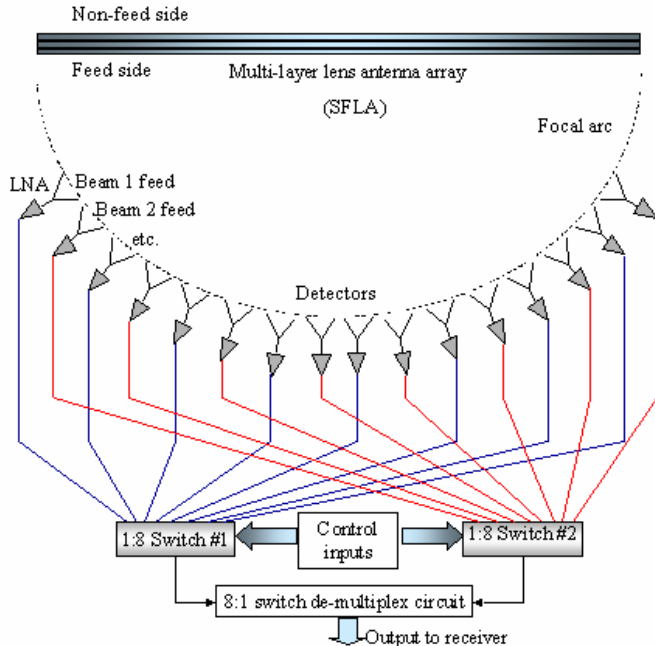 Non-feed side
Feed side
Multi-layer lens antenna array
(SFLA)
Focal arc
LNA
Beam 1 feed
Beam 2 feed
etc.
Detectors
1:8 Switch #1
Control
inputs
1:8 Switch #2
8:1 switch de-multiplex circuit
Output to receiver